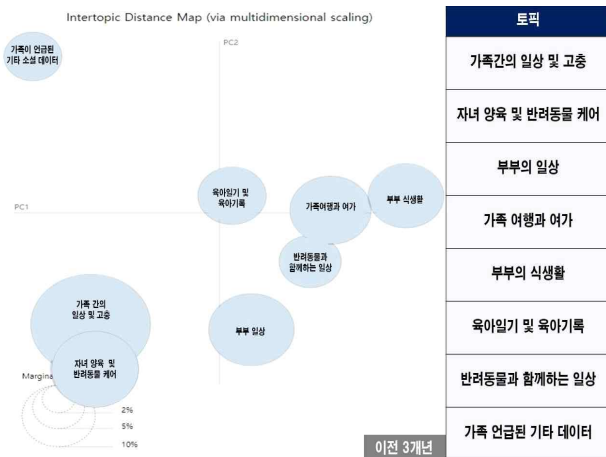 Intertopic Distance Map (via multidimensional scaling)
PC2
가족이 언급된
기타 소셜 데이터
육아일기 및
육아기록
가족여행과 여가
부부 식생활
PC1
반려동물과
함께하는 일상
가족 간의
일상 및 고충
부부 일상
자녀 양육 및
반려동물 케어
Margina
2%
5%
10%
이전 3개년
토픽
가족간의 일상 및 고충
자녀 양육 및 반려동물 케어
부부의 일상
가족 여행과 여가
부부의 식생활
육아일기 및 육아기록
반려동물과 함께하는 일상
가족 언급된 기타 데이터